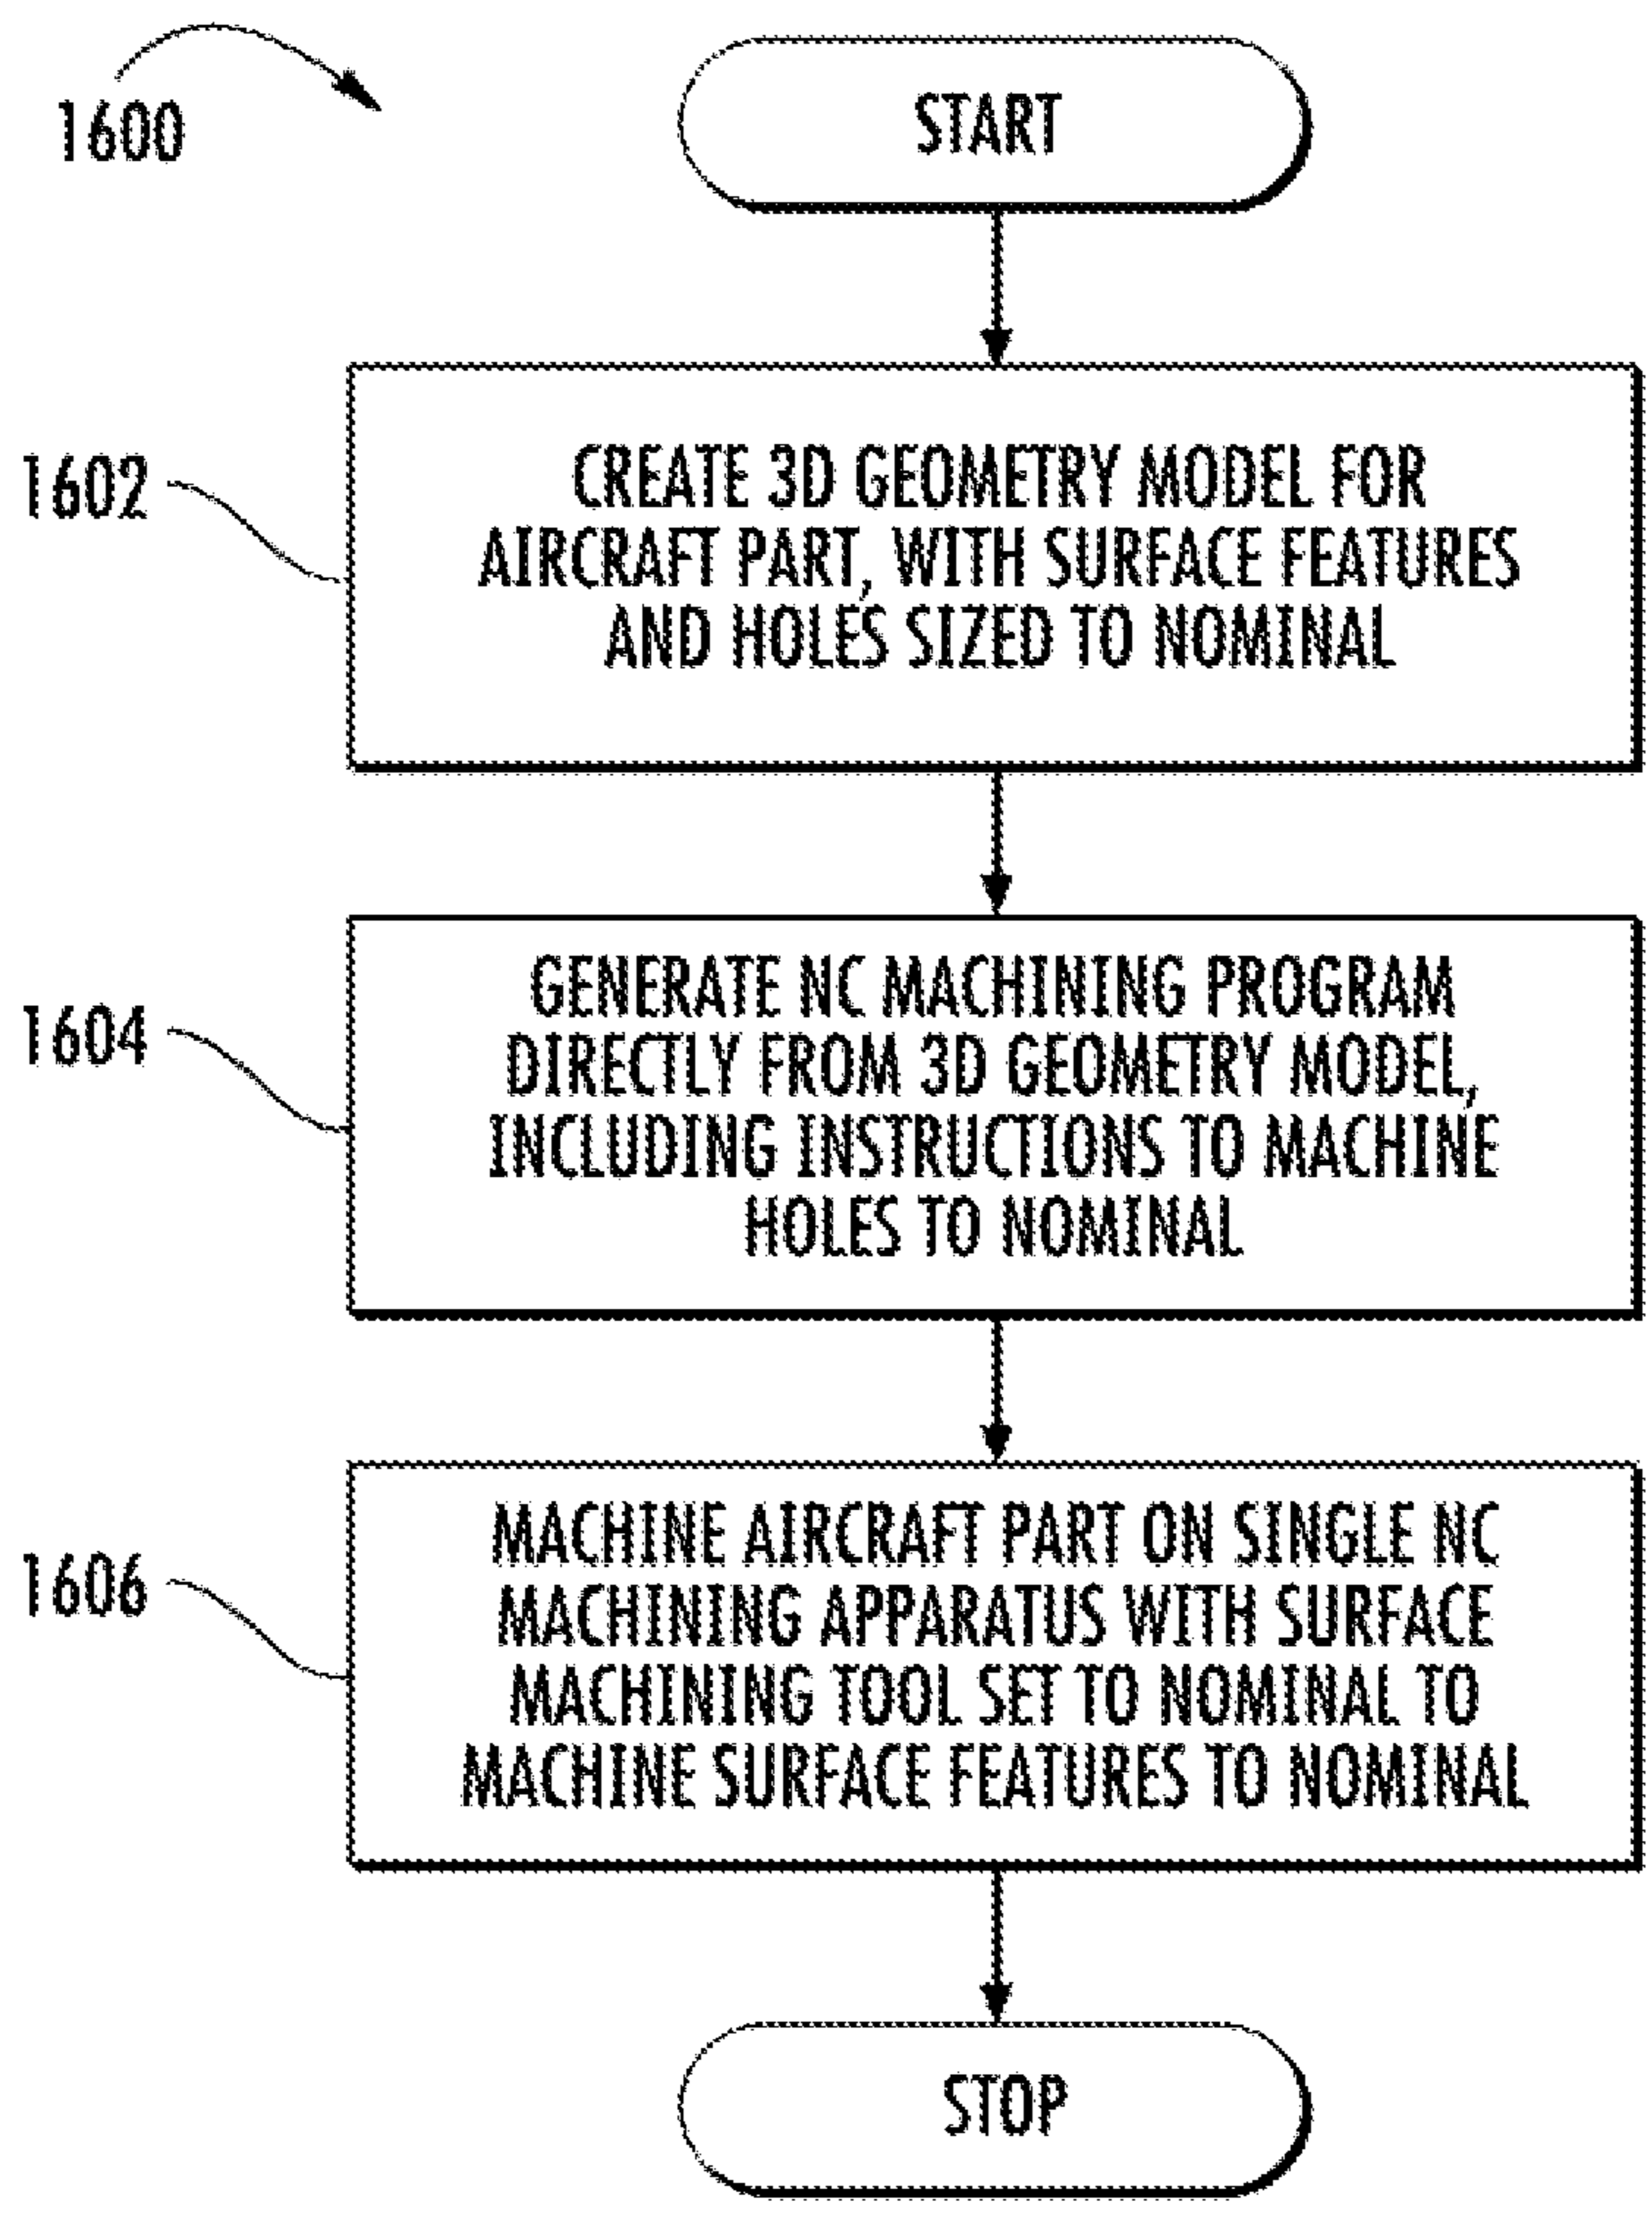 1600
START
1602
CREATE 3D GEOMETRY MODEL FOR
AIRCRAFT PART, WITH SURFACE FEATURES
AND HOLES SIZED TO NOMINAL
1604
GENERATE NC MACHINING PROGRAM
DIRECTLY FROM 3D GEOMETRY MODEL,
INCLUDING INSTRUCTIONS TO MACHINE
HOLES TO NOMINAL
1606
MACHINE AIRCRAFT PART ON SINGLE NC
MACHINING APPARATUS WITH SURFACE
MACHINING TOOL SET TO NOMINAL TO
MACHINE SURFACE FEATURES TO NOMINAL
STOP